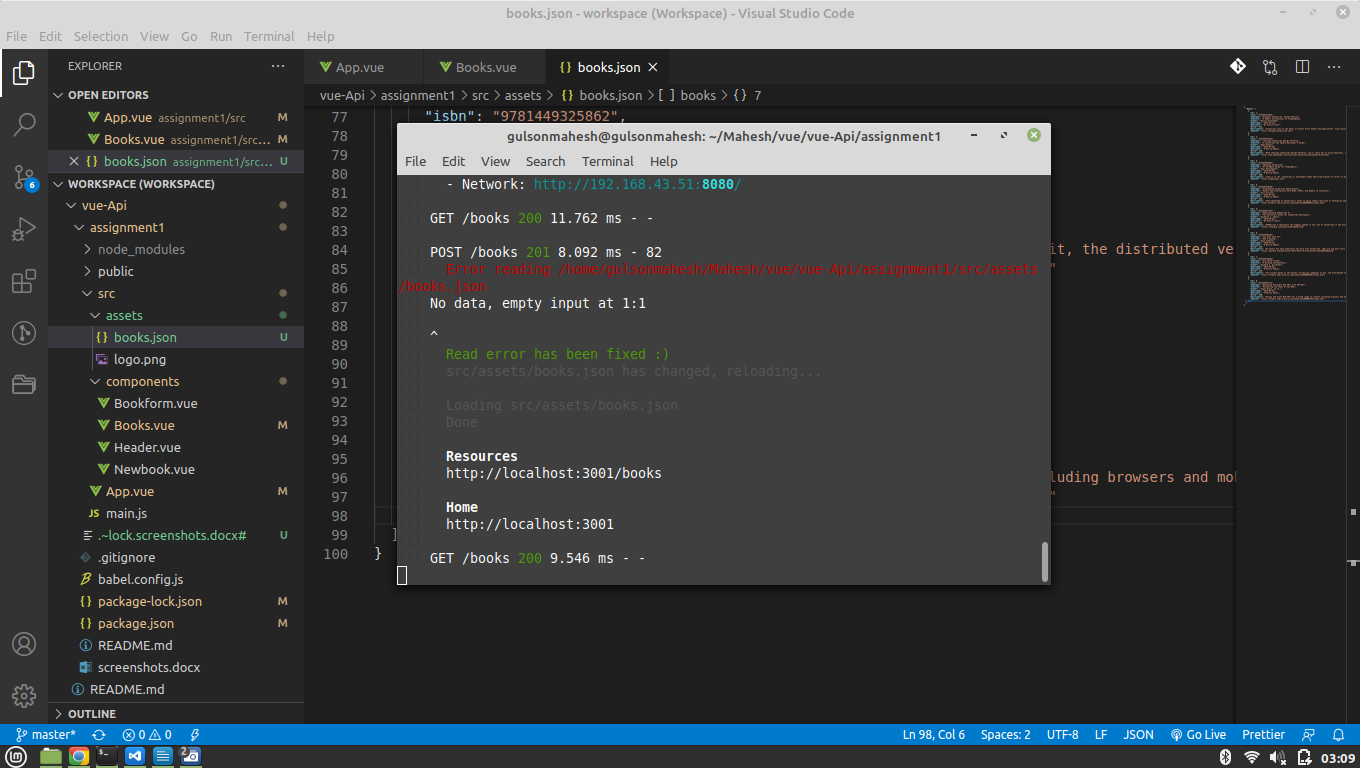 books.json - workspace (Workspace) - Visual Studio Code
File Edit Selection View Go Run Terminal Help
EXPLORER
OPEN EDITORS
App.vue assignment1/src M
Books.vue assignment1/src... M
books.json assignment1/src... U
WORKSPACE (WORKSPACE)
vue-Api
assignment1
node_modules
public
src
assets
books.json U
logo.png
components
Bookform.vue
Books.vue M
Header.vue
Newbook.vue
App.vue M
JS main.js
.~lock.screenshots.docx# U
.gitignore
babel.config.js
package-lock.json M
package.json M
README.md
screenshots.docx
README.md
OUTLINE
6
App.vue Books.vue {} books.json
vue-Api > assignment1 > src > assets > {} books.json > [ ] books > {} 7
77 "isbn": "9781449325862",
78
79
80
81
82
83
84 it, the distributed ve
85 "
86
87
88
89
90
91
92
93
94
95
96 luding browsers and mob
97 "
98
99 ]
100 }
gulsonmahesh@gulsonmahesh: ~/Mahesh/vue/vue-Api/assignment1
File Edit View Search Terminal Help
- Network: http://192.168.43.51:8080/
GET /books 200 11.762 ms - -
POST /books 201 8.092 ms - 82
Error reading /home/gulsonmahesh/Mahesh/vue/vue-Api/assignment1/src/assets
/books.json
No data, empty input at 1:1
^
Read error has been fixed :)
src/assets/books.json has changed, reloading...
Loading src/assets/books.json
Done
Resources
http://localhost:3001/books
Home
http://localhost:3001
GET /books 200 9.546 ms - -
master* 0 0 Ln 98, Col 6 Spaces: 2 UTF-8 LF JSON Go Live Prettier
2 03:09